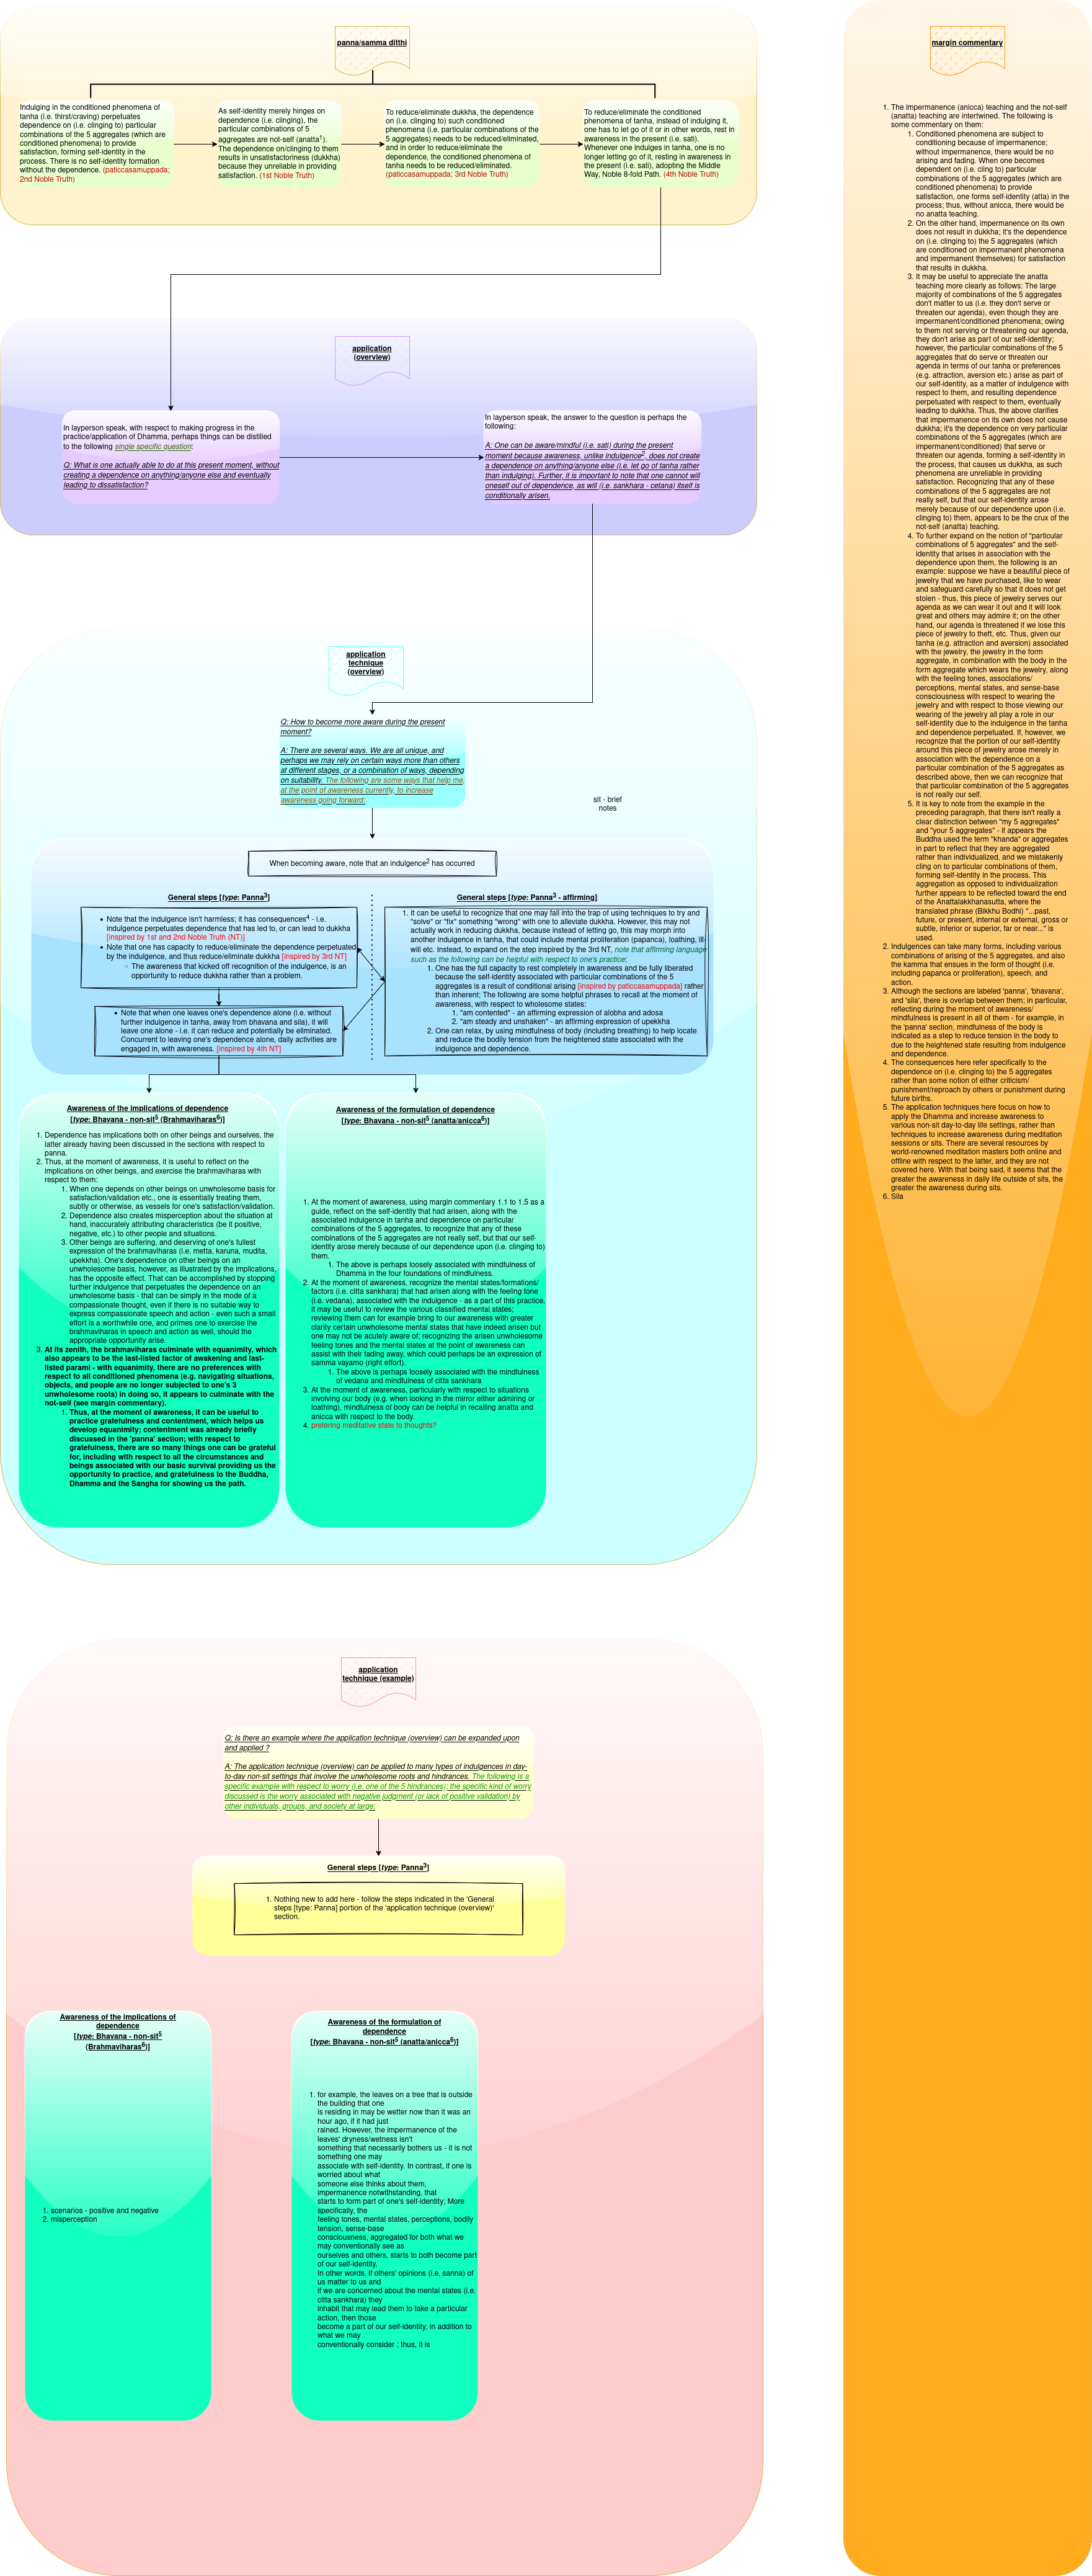 panna/samma ditthi
Indulging in the conditioned phenomena of
tanha (i.e. thirst/craving) perpetuates
dependence on (i.e. clinging to) particular
combinations of the 5 aggregates (which are
conditioned phenomena) to provide
satisfaction, forming self-identity in the
process. There is no self-identity formation
without the dependence. (paticcasamuppada;
2nd Noble Truth)
As self-identity merely hinges on
dependence (i.e. clinging), the
particular combinations of 5
aggregates are not-self (anatta1).
The dependence on/clinging to them
results in unsatisfactoriness (dukkha)
because they unreliable in providing
satisfaction. (1st Noble Truth)
To reduce/eliminate dukkha, the dependence
on (i.e. clinging to) such conditioned
phenomena (i.e. particular combinations of the
5 aggregates) needs to be reduced/eliminated,
and in order to reduce/eliminate the
dependence, the conditioned phenomena of
tanha needs to be reduced/eliminated.
(paticcasamuppada; 3rd Noble Truth)
To reduce/eliminate the conditioned
phenomena of tanha, instead of indulging it,
one has to let go of it or in other words, rest in
awareness in the present (i.e. sati).
Whenever one indulges in tanha, one is no
longer letting go of it, resting in awareness in
the present (i.e. sati), adopting the Middle
Way, Noble 8-fold Path. (4th Noble Truth)
application
(overview)
In layperson speak, with respect to making progress in the
practice/application of Dhamma, perhaps things can be distilled
to the following single specific question:
Q: What is one actually able to do at this present moment, without
creating a dependence on anything/anyone else and eventually
leading to dissatisfaction?
In layperson speak, the answer to the question is perhaps the
following:
A: One can be aware/mindful (i.e. sati) during the present
moment because awareness, unlike indulgence2, does not create
a dependence on anything/anyone else (i.e. let go of tanha rather
than indulging). Further, it is important to note that one cannot will
oneself out of dependence, as will (i.e. sankhara - cetana) itself is
conditionally arisen.
application
technique
(overview)
Q: How to become more aware during the present
moment?
A: There are several ways. We are all unique, and
perhaps we may rely on certain ways more than others
at different stages, or a combination of ways, depending
on suitability. The following are some ways that help me,
at the point of awareness currently, to increase
awareness going forward:
sit - brief
notes
When becoming aware, note that an indulgence2 has occurred
General steps [type: Panna3]
• Note that the indulgence isn't harmless; it has consequences4 - i.e.
indulgence perpetuates dependence that has led to, or can lead to dukkha
[inspired by 1st and 2nd Noble Truth (NT)]
• Note that one has capacity to reduce/eliminate the dependence perpetuated
by the indulgence, and thus reduce/eliminate dukkha [inspired by 3rd NT]
◦ The awareness that kicked off recognition of the indulgence, is an
opportunity to reduce dukkha rather than a problem.
• Note that when one leaves one's dependence alone (i.e. without
further indulgence in tanha, away from bhavana and sila), it will
leave one alone - i.e. it can reduce and potentially be eliminated.
Concurrent to leaving one's dependence alone, daily activities are
engaged in, with awareness. [inspired by 4th NT]
General steps [type: Panna3 - affirming]
1. It can be useful to recognize that one may fall into the trap of using techniques to try and
"solve" or "fix" something "wrong" with one to alleviate dukkha. However, this may not
actually work in reducing dukkha, because instead of letting go, this may morph into
another indulgence in tanha, that could include mental proliferation (papanca), loathing, ill-
will etc. Instead, to expand on the step inspired by the 3rd NT, note that affirming language
such as the following can be helpful with respect to one's practice:
1. One has the full capacity to rest completely in awareness and be fully liberated
because the self-identity associated with particular combinations of the 5
aggregates is a result of conditional arising [inspired by paticcasamuppada] rather
than inherent; The following are some helpful phrases to recall at the moment of
awareness, with respect to wholesome states:
1. "am contented" - an affirming expression of alobha and adosa
2. "am steady and unshaken" - an affirming expression of upekkha
2. One can relax, by using mindfulness of body (including breathing) to help locate
and reduce the bodily tension from the heightened state associated with the
indulgence and dependence.
Awareness of the implications of dependence
[type: Bhavana - non-sit5 (Brahmaviharas6)]
1. Dependence has implications both on other beings and ourselves, the
latter already having been discussed in the sections with respect to
panna.
2. Thus, at the moment of awareness, it is useful to reflect on the
implications on other beings, and exercise the brahmaviharas with
respect to them:
1. When one depends on other beings on unwholesome basis for
satisfaction/validation etc., one is essentially treating them,
subtly or otherwise, as vessels for one's satisfaction/validation.
2. Dependence also creates misperception about the situation at
hand, inaccurately attributing characteristics (be it positive,
negative, etc.) to other people and situations.
3. Other beings are suffering, and deserving of one's fullest
expression of the brahmaviharas (i.e. metta, karuna, mudita,
upekkha). One's dependence on other beings on an
unwholesome basis, however, as illustrated by the implications,
has the opposite effect. That can be accomplished by stopping
further indulgence that perpetuates the dependence on an
unwholesome basis - that can be simply in the mode of a
compassionate thought, even if there is no suitable way to
express compassionate speech and action - even such a small
effort is a worthwhile one, and primes one to exercise the
brahmaviharas in speech and action as well, should the
appropriate opportunity arise.
3. At its zenith, the brahmaviharas culminate with equanimity, which
also appears to be the last-listed factor of awakening and last-
listed parami - with equanimity, there are no preferences with
respect to all conditioned phenomena (e.g. navigating situations,
objects, and people are no longer subjected to one's 3
unwholesome roots) in doing so, it appears to culminate with the
not-self (see margin commentary).
1. Thus, at the moment of awareness, it can be useful to
practice gratefulness and contentment, which helps us
develop equanimity; contentment was already briefly
discussed in the 'panna' section; with respect to
gratefulness, there are so many things one can be grateful
for, including with respect to all the circumstances and
beings associated with our basic survival providing us the
opportunity to practice, and gratefulness to the Buddha,
Dhamma and the Sangha for showing us the path.
Awareness of the formulation of dependence
[type: Bhavana - non-sit5 (anatta/anicca6)]
1. At the moment of awareness, using margin commentary 1.1 to 1.5 as a
guide, reflect on the self-identity that had arisen, along with the
associated indulgence in tanha and dependence on particular
combinations of the 5 aggregates, to recognize that any of these
combinations of the 5 aggregates are not really self, but that our self-
identity arose merely because of our dependence upon (i.e. clinging to)
them.
1. The above is perhaps loosely associated with mindfulness of
Dhamma in the four foundations of mindfulness.
2. At the moment of awareness, recognize the mental states/formations/
factors (i.e. citta sankhara) that had arisen along with the feeling tone
(i.e. vedana), associated with the indulgence - as a part of this practice,
it may be useful to review the various classified mental states;
reviewing them can for example bring to our awareness with greater
clarity certain unwholesome mental states that have indeed arisen but
one may not be acutely aware of; recognizing the arisen unwholesome
feeling tones and the mental states at the point of awareness can
assist with their fading away, which could perhaps be an expression of
samma vayamo (right effort).
1. The above is perhaps loosely associated with the mindfulness
of vedana and mindfulness of citta sankhara
3. At the moment of awareness, particularly with respect to situations
involving our body (e.g. when looking in the mirror either admiring or
loathing), mindfulness of body can be helpful in recalling anatta and
anicca with respect to the body.
4. prefering meditative state to thoughts?
application
technique (example)
Q: Is there an example where the application technique (overview) can be expanded upon
and applied ?
A: The application technique (overview) can be applied to many types of indulgences in day-
to-day non-sit settings that involve the unwholesome roots and hindrances. The following is a
specific example with respect to worry (i.e. one of the 5 hindrances); the specific kind of worry
discussed is the worry associated with negative judgment (or lack of positive validation) by
other individuals, groups, and society at large:
General steps [type: Panna3]
1. Nothing new to add here - follow the steps indicated in the 'General
steps [type: Panna] portion of the 'application technique (overview)'
section.
Awareness of the implications of
dependence
[type: Bhavana - non-sit5
(Brahmaviharas6)]
1. scenarios - positive and negative
2. misperception
Awareness of the formulation of
dependence
[type: Bhavana - non-sit5 (anatta/anicca6)]
1. for example, the leaves on a tree that is outside
the building that one
is residing in may be wetter now than it was an
hour ago, if it had just
rained. However, the impermanence of the
leaves' dryness/wetness isn't
something that necessarily bothers us - it is not
something one may
associate with self-identity. In contrast, if one is
worried about what
someone else thinks about them,
impermanence notwithstanding, that
starts to form part of one's self-identity; More
specifically, the
feeling tones, mental states, perceptions, bodily
tension, sense-base
consciousness, aggregated for both what we
may conventionally see as
ourselves and others, starts to both become part
of our self-identity.
In other words, if others' opinions (i.e. sanna) of
us matter to us and
if we are concerned about the mental states (i.e.
citta sankhara) they
inhabit that may lead them to take a particular
action, then those
become a part of our self-identity, in addition to
what we may
conventionally consider ; thus, it is
margin commentary
1. The impermanence (anicca) teaching and the not-self
(anatta) teaching are intertwined. The following is
some commentary on them:
1. Conditioned phenomena are subject to
conditioning because of impermanence;
without impermanence, there would be no
arising and fading. When one becomes
dependent on (i.e. cling to) particular
combinations of the 5 aggregates (which are
conditioned phenomena) to provide
satisfaction, one forms self-identity (atta) in the
process; thus, without anicca, there would be
no anatta teaching.
2. On the other hand, impermanence on its own
does not result in dukkha; it's the dependence
on (i.e. clinging to) the 5 aggregates (which
are conditioned on impermanent phenomena
and impermanent themselves) for satisfaction
that results in dukkha.
3. It may be useful to appreciate the anatta
teaching more clearly as follows: The large
majority of combinations of the 5 aggregates
don't matter to us (i.e. they don't serve or
threaten our agenda), even though they are
impermanent/conditioned phenomena; owing
to them not serving or threatening our agenda,
they don't arise as part of our self-identity;
however, the particular combinations of the 5
aggregates that do serve or threaten our
agenda in terms of our tanha or preferences
(e.g. attraction, aversion etc.) arise as part of
our self-identity, as a matter of indulgence with
respect to them, and resulting dependence
perpetuated with respect to them, eventually
leading to dukkha. Thus, the above clarifies
that impermanence on its own does not cause
dukkha; it's the dependence on very particular
combinations of the 5 aggregates (which are
impermanent/conditioned) that serve or
threaten our agenda, forming a self-identity in
the process, that causes us dukkha, as such
phenomena are unreliable in providing
satisfaction. Recognizing that any of these
combinations of the 5 aggregates are not
really self, but that our self-identity arose
merely because of our dependence upon (i.e.
clinging to) them, appears to be the crux of the
not-self (anatta) teaching.
4. To further expand on the notion of "particular
combinations of 5 aggregates" and the self-
identity that arises in association with the
dependence upon them, the following is an
example: suppose we have a beautiful piece of
jewelry that we have purchased, like to wear
and safeguard carefully so that it does not get
stolen - thus, this piece of jewelry serves our
agenda as we can wear it out and it will look
great and others may admire it; on the other
hand, our agenda is threatened if we lose this
piece of jewelry to theft, etc. Thus, given our
tanha (e.g. attraction and aversion) associated
with the jewelry, the jewelry in the form
aggregate, in combination with the body in the
form aggregate which wears the jewelry, along
with the feeling tones, associations/
perceptions, mental states, and sense-base
consciousness with respect to wearing the
jewelry and with respect to those viewing our
wearing of the jewelry all play a role in our
self-identity due to the indulgence in the tanha
and dependence perpetuated. If, however, we
recognize that the portion of our self-identity
around this piece of jewelry arose merely in
association with the dependence on a
particular combination of the 5 aggregates as
described above, then we can recognize that
that particular combination of the 5 aggregates
is not really our self.
5. It is key to note from the example in the
preceding paragraph, that there isn't really a
clear distinction between "my 5 aggregates"
and "your 5 aggregates" - it appears the
Buddha used the term "khanda" or aggregates
in part to reflect that they are aggregated
rather than individualized, and we mistakenly
cling on to particular combinations of them,
forming self-identity in the process. This
aggregation as opposed to individualization
further appears to be reflected toward the end
of the Anattalakkhanasutta, where the
translated phrase (Bikkhu Bodhi) "...past,
future, or present, internal or external, gross or
subtle, inferior or superior, far or near..." is
used.
2. Indulgences can take many forms, including various
combinations of arising of the 5 aggregates, and also
the kamma that ensues in the form of thought (i.e.
including papanca or proliferation), speech, and
action.
3. Although the sections are labeled 'panna', 'bhavana',
and 'sila', there is overlap between them; in particular,
reflecting during the moment of awareness/
mindfulness is present in all of them - for example, in
the 'panna' section, mindfulness of the body is
indicated as a step to reduce tension in the body to
due to the heightened state resulting from indulgence
and dependence.
4. The consequences here refer specifically to the
dependence on (i.e. clinging to) the 5 aggregates
rather than some notion of either criticism/
punishment/reproach by others or punishment during
future births.
5. The application techniques here focus on how to
apply the Dhamma and increase awareness to
various non-sit day-to-day life settings, rather than
techniques to increase awareness during meditation
sessions or sits. There are several resources by
world-renowned meditation masters both online and
offline with respect to the latter, and they are not
covered here. With that being said, it seems that the
greater the awareness in daily life outside of sits, the
greater the awareness during sits.
6. Sila